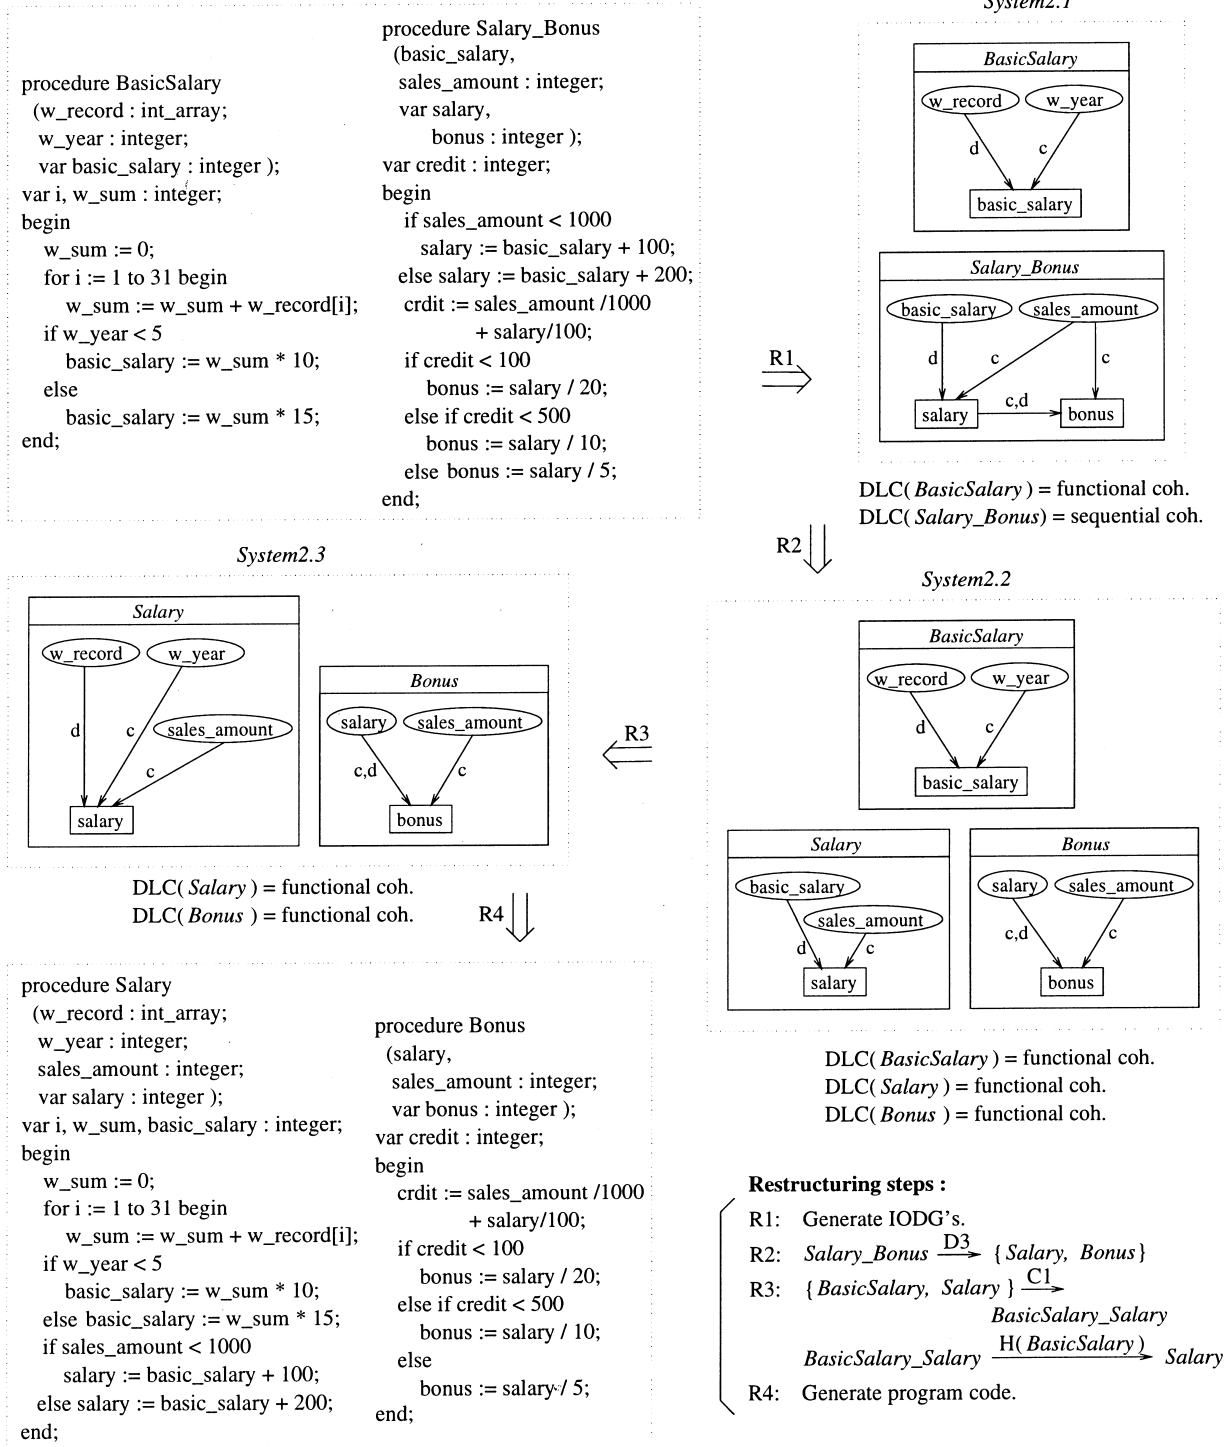 procedure BasicSalary
(w_record : int_array;
w_year : integer;
var basic_salary : integer );
var i, w_sum : integer;
begin
w_sum := 0;
for i := 1 to 31 begin
w_sum := w_sum + w_record[i];
if w_year < 5
basic_salary := w_sum * 10;
else
basic_salary := w_sum * 15;
end;
procedure Salary_Bonus
(basic_salary,
sales_amount : integer;
var salary,
bonus : integer );
var credit : integer;
begin
if sales_amount < 1000
salary := basic_salary + 100;
else salary := basic_salary + 200;
crdit := sales_amount /1000
+ salary/100;
if credit < 100
bonus := salary / 20;
else if credit < 500
bonus := salary / 10;
else bonus := salary / 5;
end;
R1
System2.1
BasicSalary
w_record w_year
d c
basic_salary
Salary_Bonus
basic_salary sales_amount
d c c
c,d
salary bonus
DLC(BasicSalary ) = functional coh.
DLC(Salary_Bonus) = sequential coh.
R2
System2.2
BasicSalary
w_record w_year
d c
basic_salary
Salary
basic_salary
sales_amount
d c
salary
Bonus
salary sales_amount
c,d c
bonus
DLC(BasicSalary ) = functional coh.
DLC(Salary ) = functional coh.
DLC(Bonus ) = functional coh.
R3
System2.3
Salary
w_record w_year
sales_amount
d c
c
salary
Bonus
salary sales_amount
c,d c
bonus
DLC( Salary ) = functional coh.
DLC( Bonus ) = functional coh.
R4
procedure Salary
(w_record : int_array;
w_year : integer;
sales_amount : integer;
var salary : integer );
var i, w_sum, basic_salary : integer;
begin
w_sum := 0;
for i := 1 to 31 begin
w_sum := w_sum + w_record[i];
if w_year < 5
basic_salary := w_sum * 10;
else basic_salary := w_sum * 15;
if sales_amount < 1000
salary := basic_salary + 100;
else salary := basic_salary + 200;
end;
procedure Bonus
(salary,
sales_amount : integer;
var bonus : integer );
var credit : integer;
begin
crdit := sales_amount /1000
+ salary/100;
if credit < 100
bonus := salary / 20;
else if credit < 500
bonus := salary / 10;
else
bonus := salary / 5;
end;
Restructuring steps :
R1: Generate IODG's.
R2: Salary_Bonus D3 { Salary, Bonus }
R3: { BasicSalary, Salary } C1
BasicSalary_Salary
BasicSalary_Salary H( BasicSalary ) Salary
R4: Generate program code.